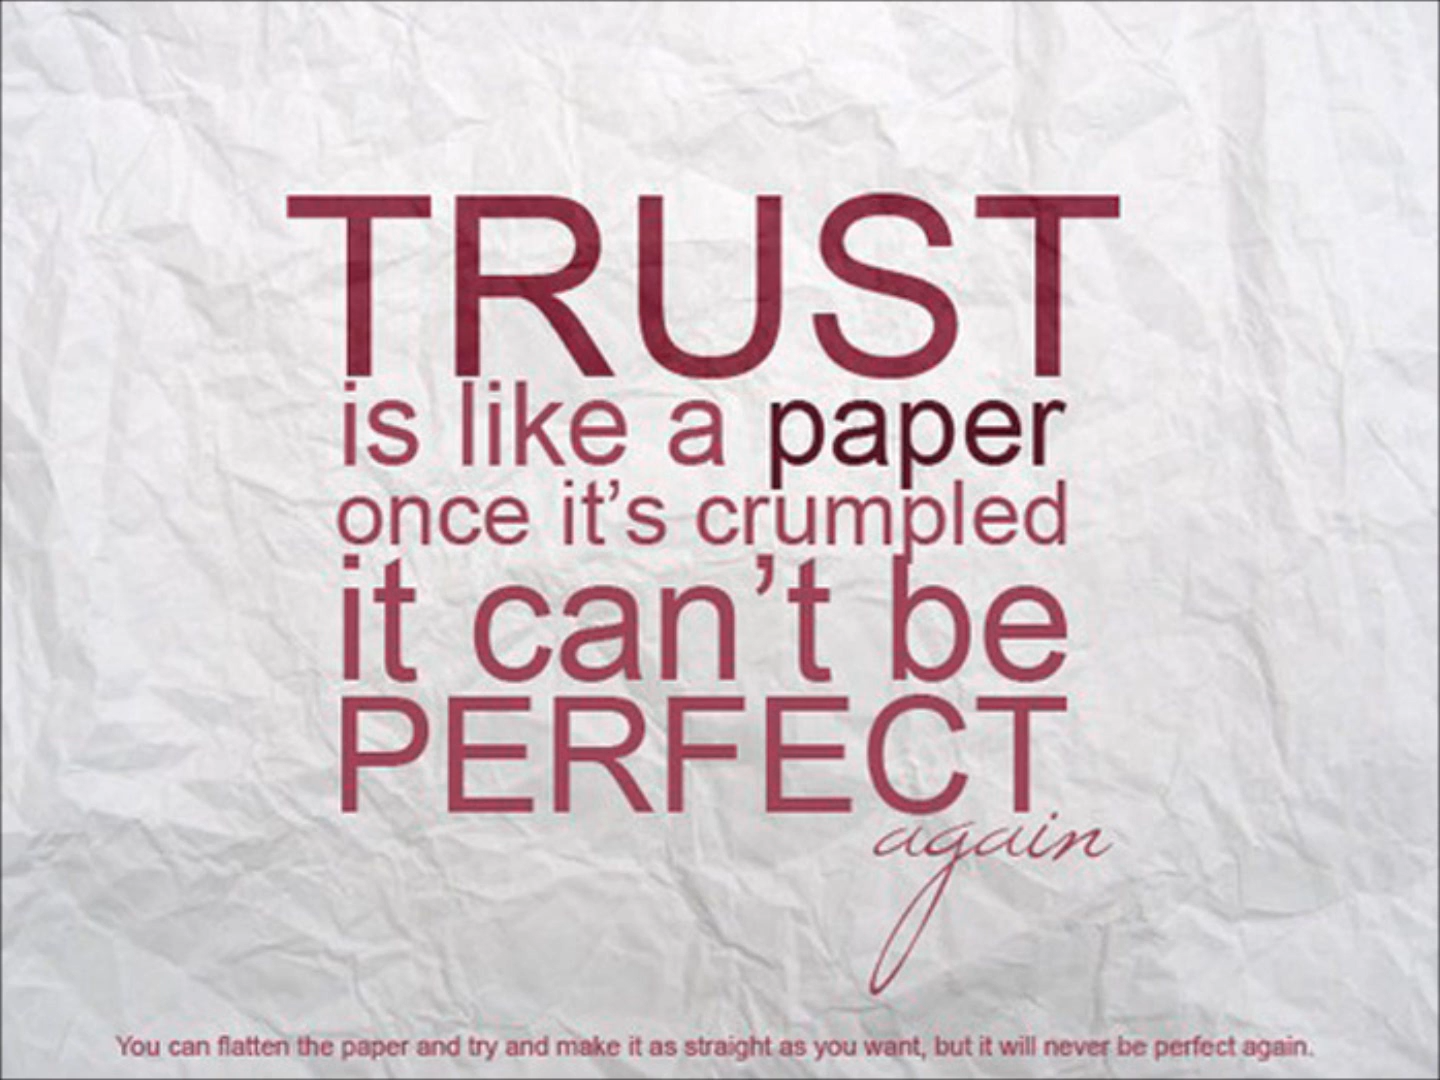 TRUST
is like a paper
once it’s crumpled
it can’t be
PERFECT
again
You can flatten the paper and try and make it as straight as you want, but it will never be perfect again.